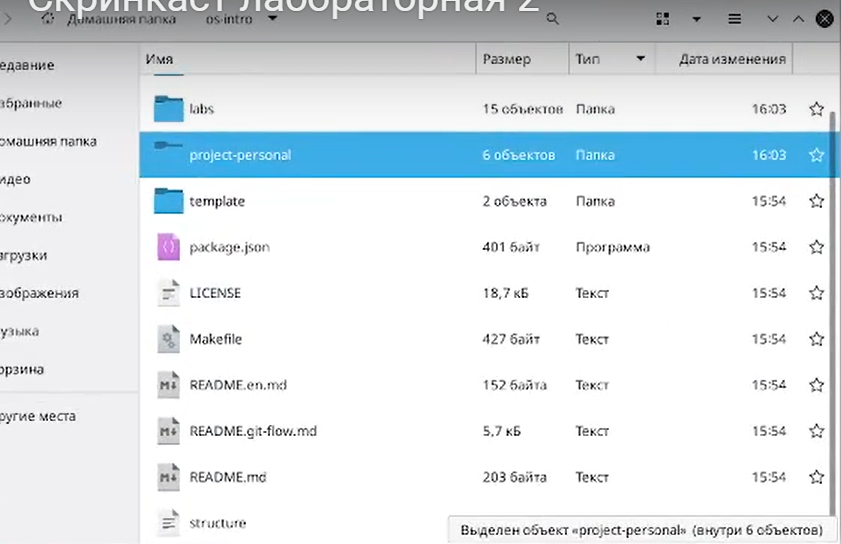 Скринкаст лабораторная 2
Домашняя папка os-intro
Имя Размер Тип Дата изменения
едавние
збранные
омашняя папка
идео
окументы
агрузки
зображения
узыка
орзина
ругие места
labs 15 объектов Папка 16:03
project-personal 6 объектов Папка 16:03
template 2 объекта Папка 15:54
package.json 401 байт Программа 15:54
LICENSE 18,7 кБ Текст 15:54
Makefile 427 байт Текст 15:54
README.en.md 152 байта Текст 15:54
README.git-flow.md 5,7 кБ Текст 15:54
README.md 203 байта Текст 15:54
structure
Выделен объект «project-personal» (внутри 6 объектов)